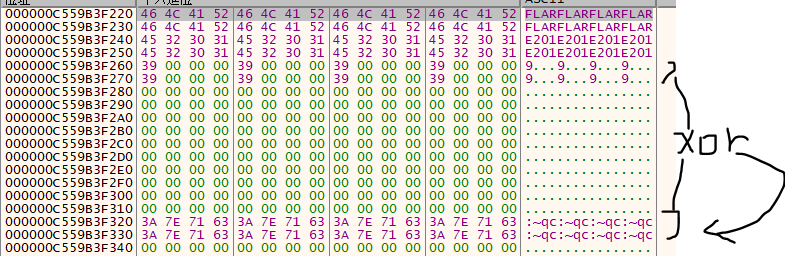 ASCII
000000C559B3F220 46 4C 41 52 46 4C 41 52 46 4C 41 52 46 4C 41 52 FLARFLARFLARFLAR
000000C559B3F230 46 4C 41 52 46 4C 41 52 46 4C 41 52 46 4C 41 52 FLARFLARFLARFLAR
000000C559B3F240 45 32 30 31 45 32 30 31 45 32 30 31 45 32 30 31 E201E201E201E201
000000C559B3F250 45 32 30 31 45 32 30 31 45 32 30 31 45 32 30 31 E201E201E201E201
000000C559B3F260 39 00 00 00 39 00 00 00 39 00 00 00 39 00 00 00 9...9...9...9...
000000C559B3F270 39 00 00 00 39 00 00 00 39 00 00 00 39 00 00 00 9...9...9...9...
000000C559B3F280 00 00 00 00 00 00 00 00 00 00 00 00 00 00 00 00 ................
000000C559B3F290 00 00 00 00 00 00 00 00 00 00 00 00 00 00 00 00 ................
000000C559B3F2A0 00 00 00 00 00 00 00 00 00 00 00 00 00 00 00 00 ................
000000C559B3F2B0 00 00 00 00 00 00 00 00 00 00 00 00 00 00 00 00 ................
000000C559B3F2C0 00 00 00 00 00 00 00 00 00 00 00 00 00 00 00 00 ................
xor
000000C559B3F2D0 00 00 00 00 00 00 00 00 00 00 00 00 00 00 00 00 ................
000000C559B3F2E0 00 00 00 00 00 00 00 00 00 00 00 00 00 00 00 00 ................
000000C559B3F2F0 00 00 00 00 00 00 00 00 00 00 00 00 00 00 00 00 ................
000000C559B3F300 00 00 00 00 00 00 00 00 00 00 00 00 00 00 00 00 ................
000000C559B3F310 00 00 00 00 00 00 00 00 00 00 00 00 00 00 00 00 ................
000000C559B3F320 3A 7E 71 63 3A 7E 71 63 3A 7E 71 63 3A 7E 71 63 :~qc:~qc:~qc:~qc
000000C559B3F330 3A 7E 71 63 3A 7E 71 63 3A 7E 71 63 3A 7E 71 63 :~qc:~qc:~qc:~qc
000000C559B3F340 00 00 00 00 00 00 00 00 00 00 00 00 00 00 00 00 ................